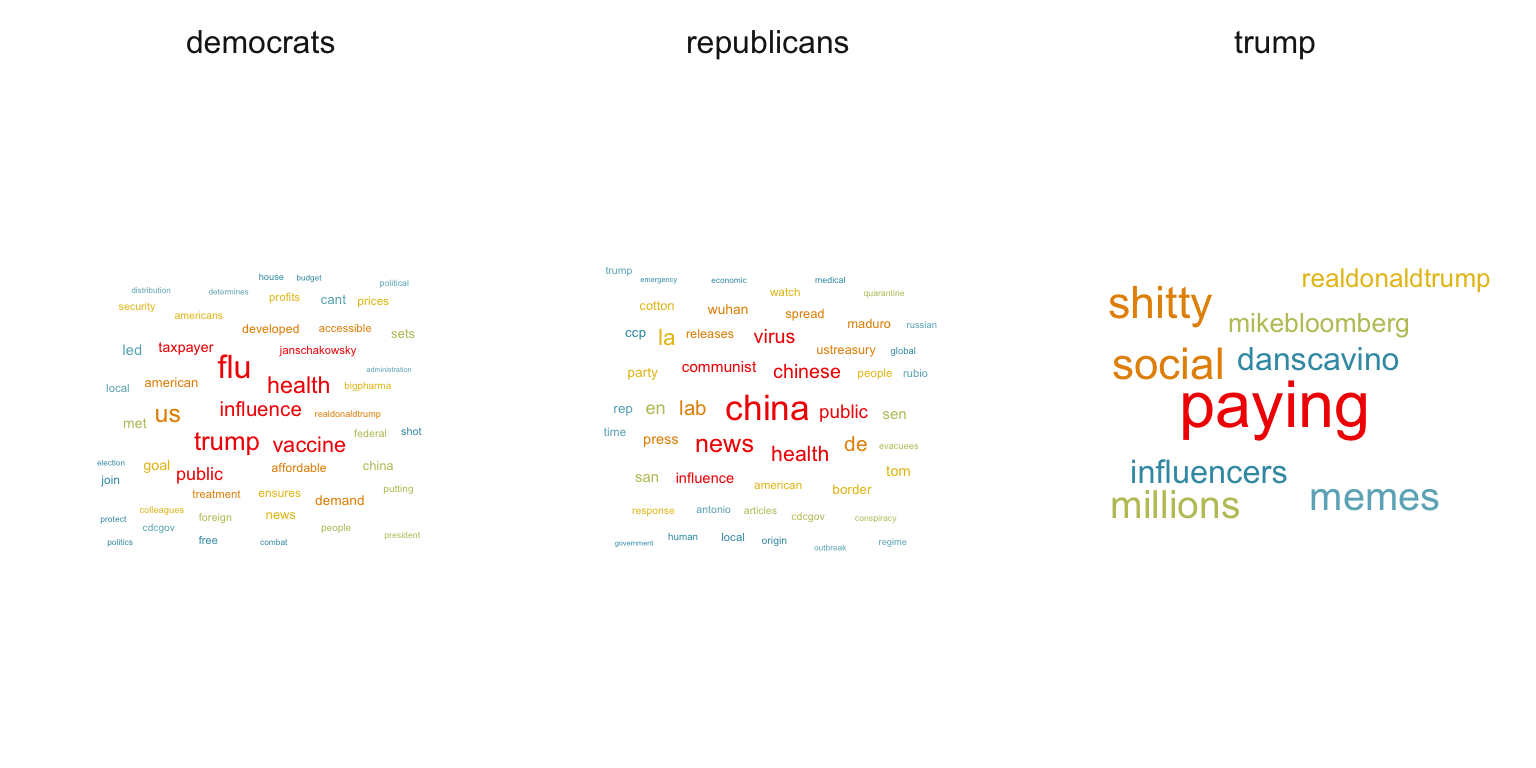 democrats
house budget
political
distribution
determines
profits
cant
prices
security
americans
developed
accessible
sets
led
taxpayer
janschakowsky
flu
administration
local
american
health
bigpharma
influence
us
realdonaldtrump
met
trump
vaccine
federal
shot
election
goal
public
affordable
china
join
treatment
ensures
demand
putting
colleagues
foreign
news
protect
cdcgov
people
politics
free
combat
president
republicans
trump
emergency
economic
medical
cotton
wuhan
watch
quarantine
spread
ccp
la
releases
virus
maduro
russian
ustreasury
global
party
communist
chinese
people
rubio
rep
en
lab
china
public
sen
time
press
news
health
de
evacuees
san
influence
american
border
tom
response
antonio
articles
cdcgov
conspiracy
government
human
local
origin
outbreak
regime
trump
realdonaldtrump
shitty
mikebloomberg
social
danscavino
paying
influencers
millions
memes